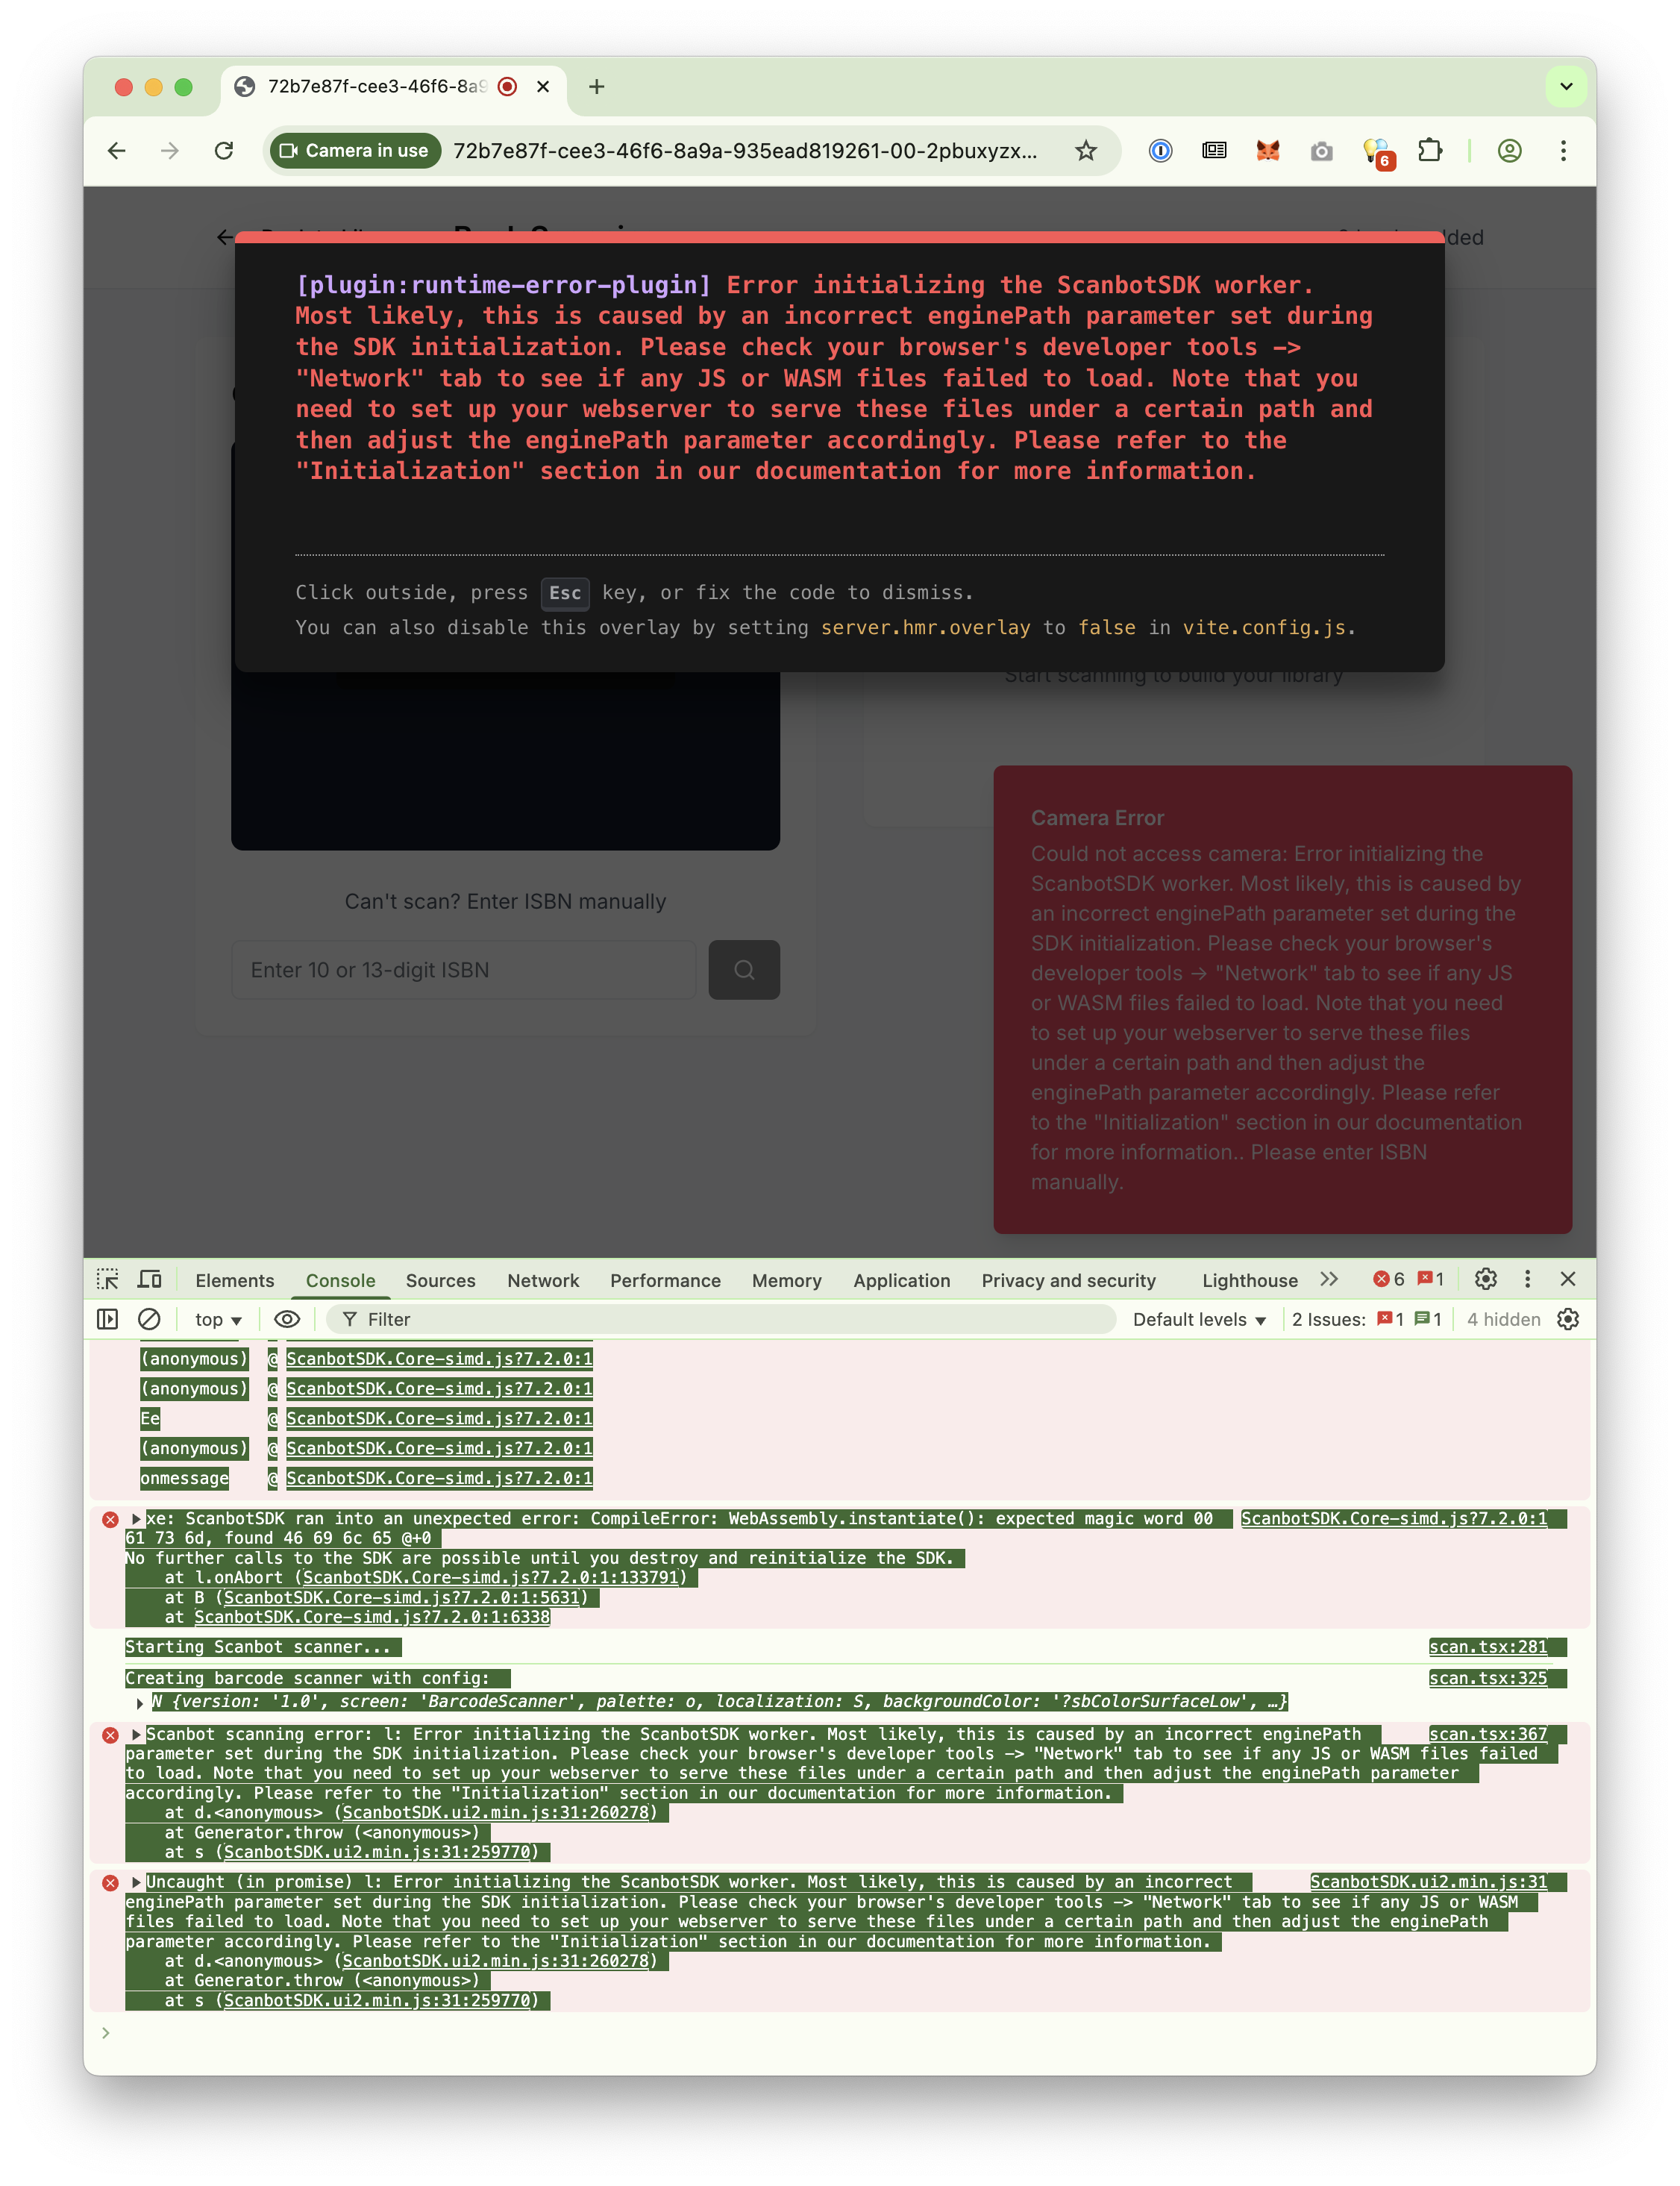 72b7e87f-cee3-46f6-8a9
Camera in use
72b7e87f-cee3-46f6-8a9a-935ead819261-00-2pbuxyzx...
6
[plugin:runtime-error-plugin] Error initializing the ScanbotSDK worker.
Most likely, this is caused by an incorrect enginePath parameter set during
the SDK initialization. Please check your browser's developer tools ->
"Network" tab to see if any JS or WASM files failed to load. Note that you
need to set up your webserver to serve these files under a certain path and
then adjust the enginePath parameter accordingly. Please refer to the
"Initialization" section in our documentation for more information.
Click outside, press Esc key, or fix the code to dismiss.
You can also disable this overlay by setting server.hmr.overlay to false in vite.config.js.
Start scanning to build your library
Can't scan? Enter ISBN manually
Enter 10 or 13-digit ISBN
Camera Error
Could not access camera: Error initializing the
ScanbotSDK worker. Most likely, this is caused by
an incorrect enginePath parameter set during the
SDK initialization. Please check your browser's
developer tools -> "Network" tab to see if any JS
or WASM files failed to load. Note that you need
to set up your webserver to serve these files
under a certain path and then adjust the
enginePath parameter accordingly. Please refer
to the "Initialization" section in our documentation
for more information.. Please enter ISBN
manually.
Elements Console Sources Network Performance Memory Application Privacy and security Lighthouse 6 1
top Filter Default levels 2 Issues: 1 1 4 hidden
(anonymous) @ ScanbotSDK.Core-simd.js?7.2.0:1
(anonymous) @ ScanbotSDK.Core-simd.js?7.2.0:1
Ee @ ScanbotSDK.Core-simd.js?7.2.0:1
(anonymous) @ ScanbotSDK.Core-simd.js?7.2.0:1
onmessage @ ScanbotSDK.Core-simd.js?7.2.0:1
xe: ScanbotSDK ran into an unexpected error: CompileError: WebAssembly.instantiate(): expected magic word 00 ScanbotSDK.Core-simd.js?7.2.0:1
61 73 6d, found 46 69 6c 65 @+0
No further calls to the SDK are possible until you destroy and reinitialize the SDK.
at l.onAbort (ScanbotSDK.Core-simd.js?7.2.0:1:133791)
at B (ScanbotSDK.Core-simd.js?7.2.0:1:5631)
at ScanbotSDK.Core-simd.js?7.2.0:1:6338
Starting Scanbot scanner... scan.tsx:281
Creating barcode scanner with config: scan.tsx:325
N {version: '1.0', screen: 'BarcodeScanner', palette: o, localization: S, backgroundColor: '?sbColorSurfaceLow', …}
Scanbot scanning error: l: Error initializing the ScanbotSDK worker. Most likely, this is caused by an incorrect enginePath scan.tsx:367
parameter set during the SDK initialization. Please check your browser's developer tools -> "Network" tab to see if any JS or WASM files failed
to load. Note that you need to set up your webserver to serve these files under a certain path and then adjust the enginePath parameter
accordingly. Please refer to the "Initialization" section in our documentation for more information.
at d.<anonymous> (ScanbotSDK.ui2.min.js:31:260278)
at Generator.throw (<anonymous>)
at s (ScanbotSDK.ui2.min.js:31:259770)
Uncaught (in promise) l: Error initializing the ScanbotSDK worker. Most likely, this is caused by an incorrect ScanbotSDK.ui2.min.js:31
enginePath parameter set during the SDK initialization. Please check your browser's developer tools -> "Network" tab to see if any JS or WASM
files failed to load. Note that you need to set up your webserver to serve these files under a certain path and then adjust the enginePath
parameter accordingly. Please refer to the "Initialization" section in our documentation for more information.
at d.<anonymous> (ScanbotSDK.ui2.min.js:31:260278)
at Generator.throw (<anonymous>)
at s (ScanbotSDK.ui2.min.js:31:259770)